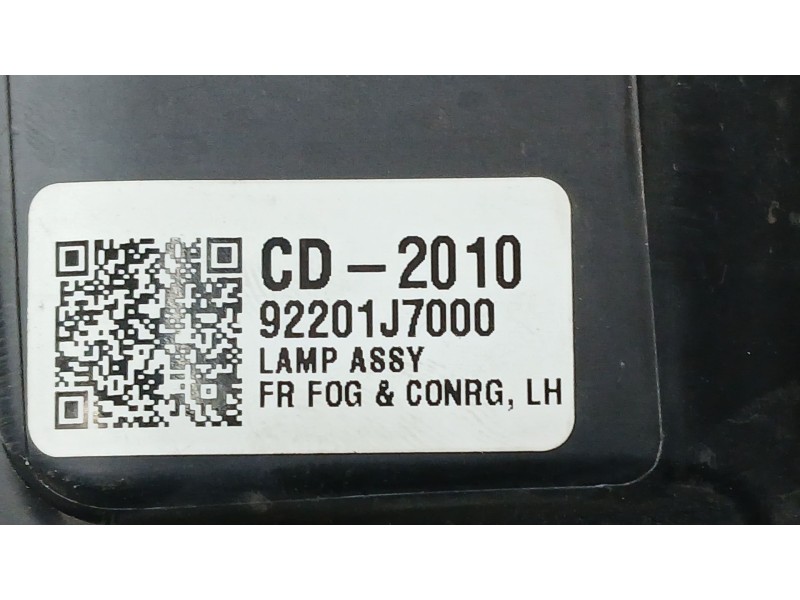 CD-2010
92201J7000
LAMP ASSY
FR FOG & CONRG, LH